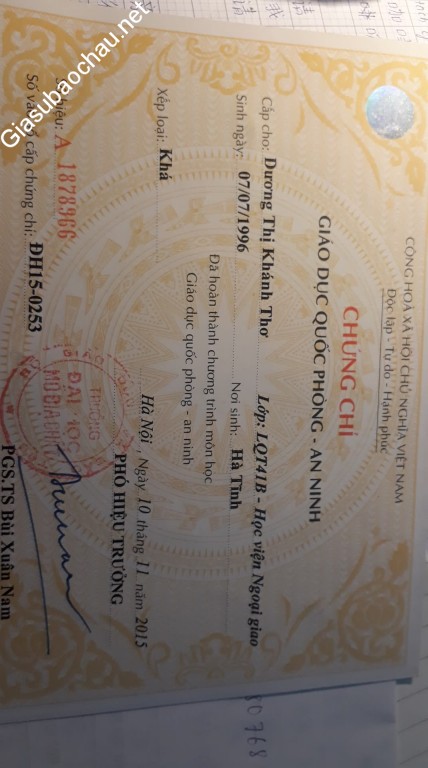 CỘNG HOÀ XÃ HỘI CHỦ NGHĨA VIỆT NAM
Độc lập - Tự do - Hạnh phúc
CHỨNG CHỈ
GIÁO DỤC QUỐC PHÒNG - AN NINH
Cấp cho: Dương Thị Khánh Thơ Lớp: LQT41B - Học viện Ngoại giao
Sinh ngày: 07/07/1996 Nơi sinh: Hà Tĩnh
Đã hoàn thành chương trình môn học
Giáo dục quốc phòng - an ninh
Xếp loại: Khá
Hà Nội, Ngày 10 tháng 11 năm 2015
PHÓ HIỆU TRƯỞNG
TRƯỜNG
ĐẠI HỌC
Số hiệu: A 1878966
Số vào cấp chứng chỉ: ĐH15-0253
PGS.TS Bùi Xuân Nam
Giasubaochau.net